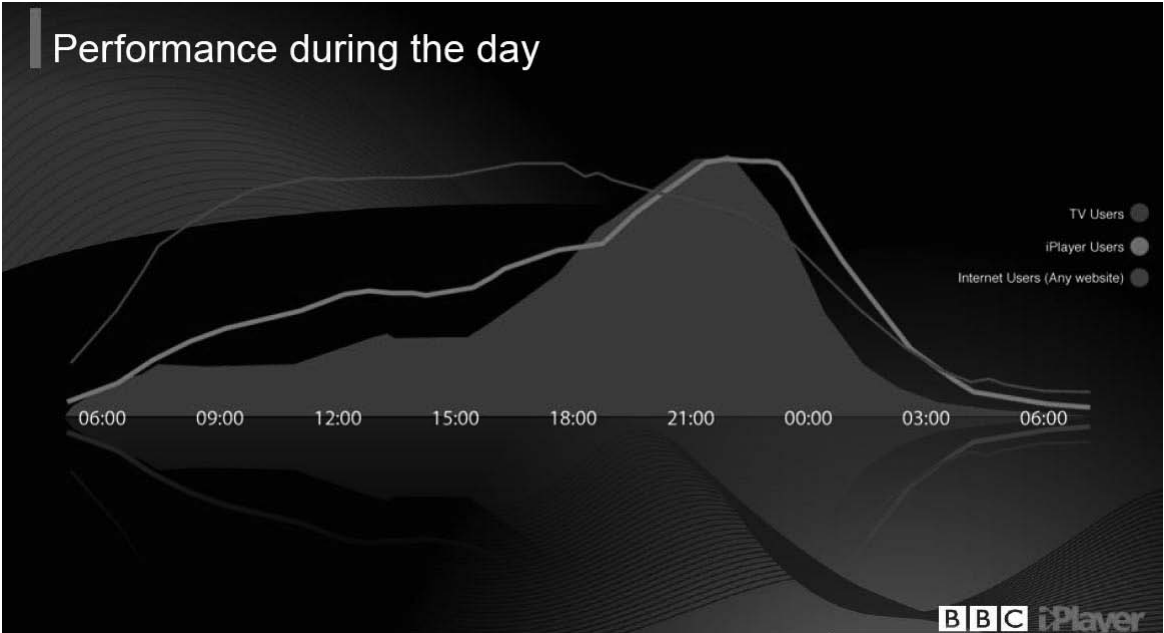 Performance during the day
TV Users
iPlayer Users
Internet Users (Any website)
06:00 09:00 12:00 15:00 18:00 21:00 00:00 03:00 06:00
BBC iPlayer